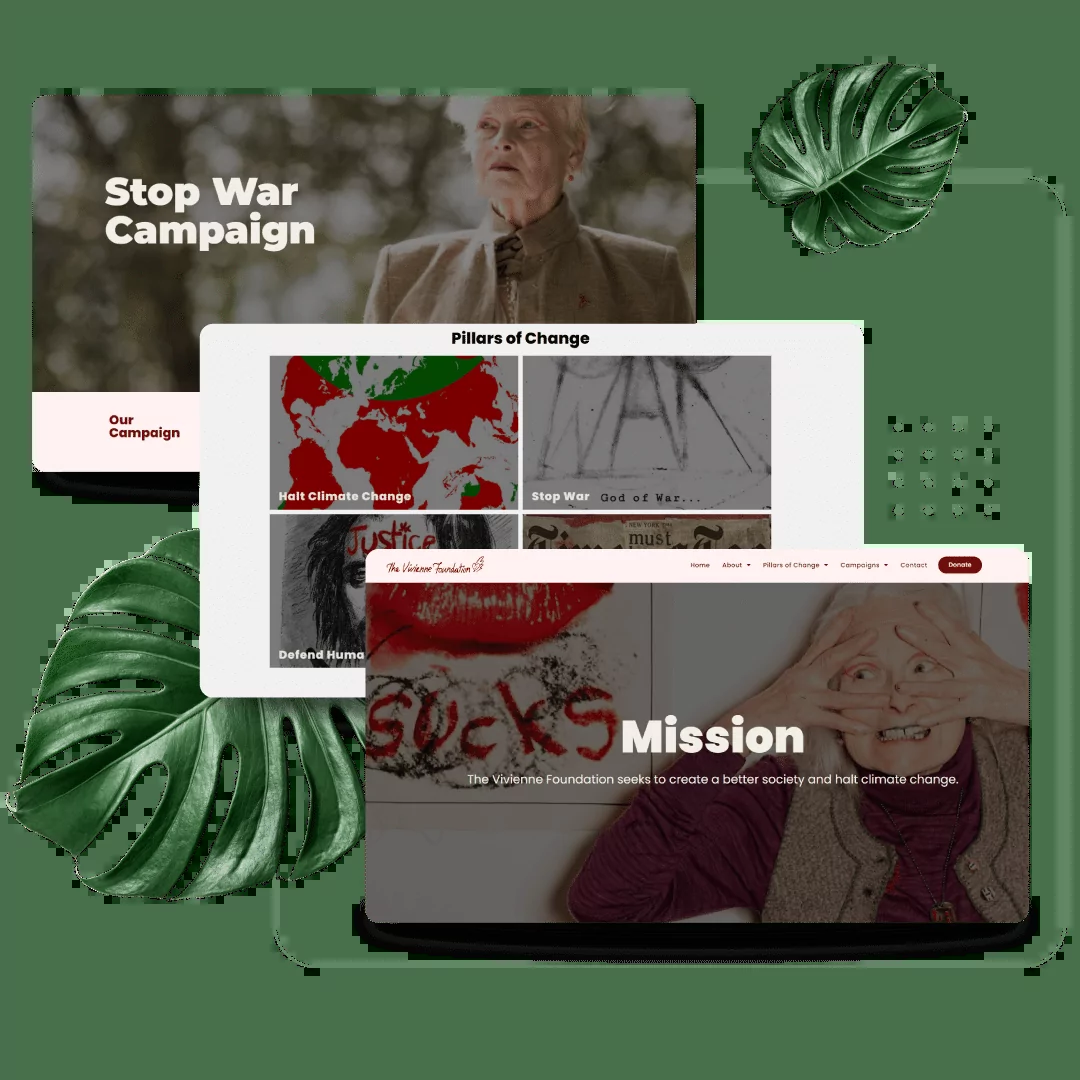 Stop War
Campaign
Our
Campaign
Pillars of Change
Halt Climate Change
Stop War
God of War...
Justice
NEW YORK, THE
must
Defend Huma
The Vivienne Foundation
Home
About
Pillars of Change
Campaigns
Contact
Donate
SUCKS
Mission
The Vivienne Foundation seeks to create a better society and halt climate change.